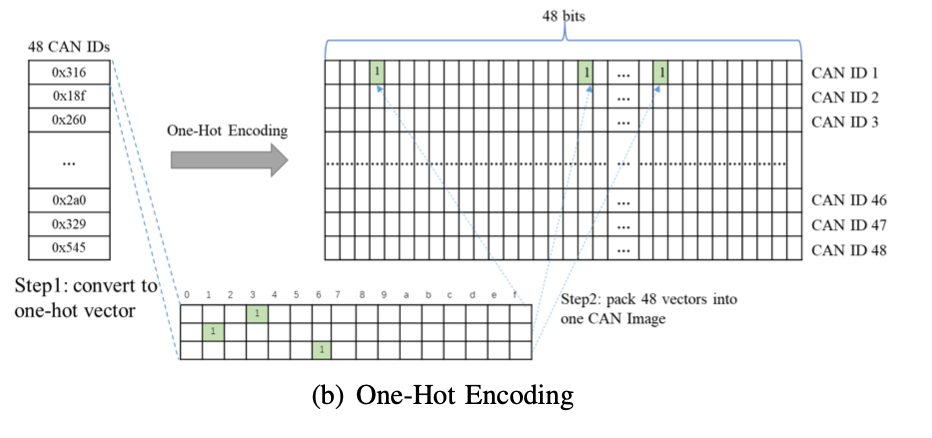 48 bits
48 CAN IDs
0x316
0x18f
0x260
...
0x2a0
0x329
0x545
One-Hot Encoding
1 1 ... 1
...
...
...
...
...
...
CAN ID 1
CAN ID 2
CAN ID 3
CAN ID 46
CAN ID 47
CAN ID 48
Step1: convert to
one-hot vector
0 1 2 3 4 5 6 7 8 9 a b c d e f
1
1
1
Step2: pack 48 vectors into
one CAN Image
(b) One-Hot Encoding